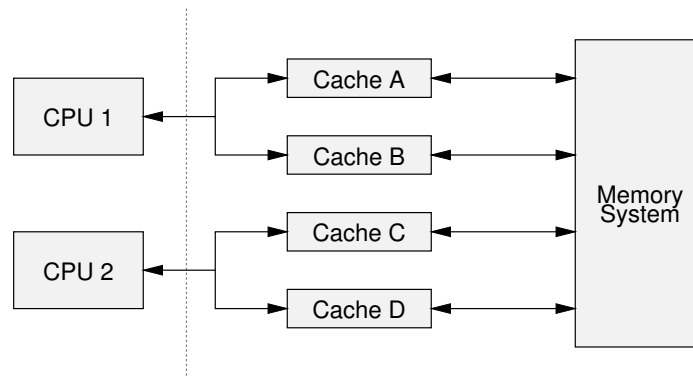 CPU 1
Cache A
Cache B
CPU 2
Cache C
Cache D
Memory
System